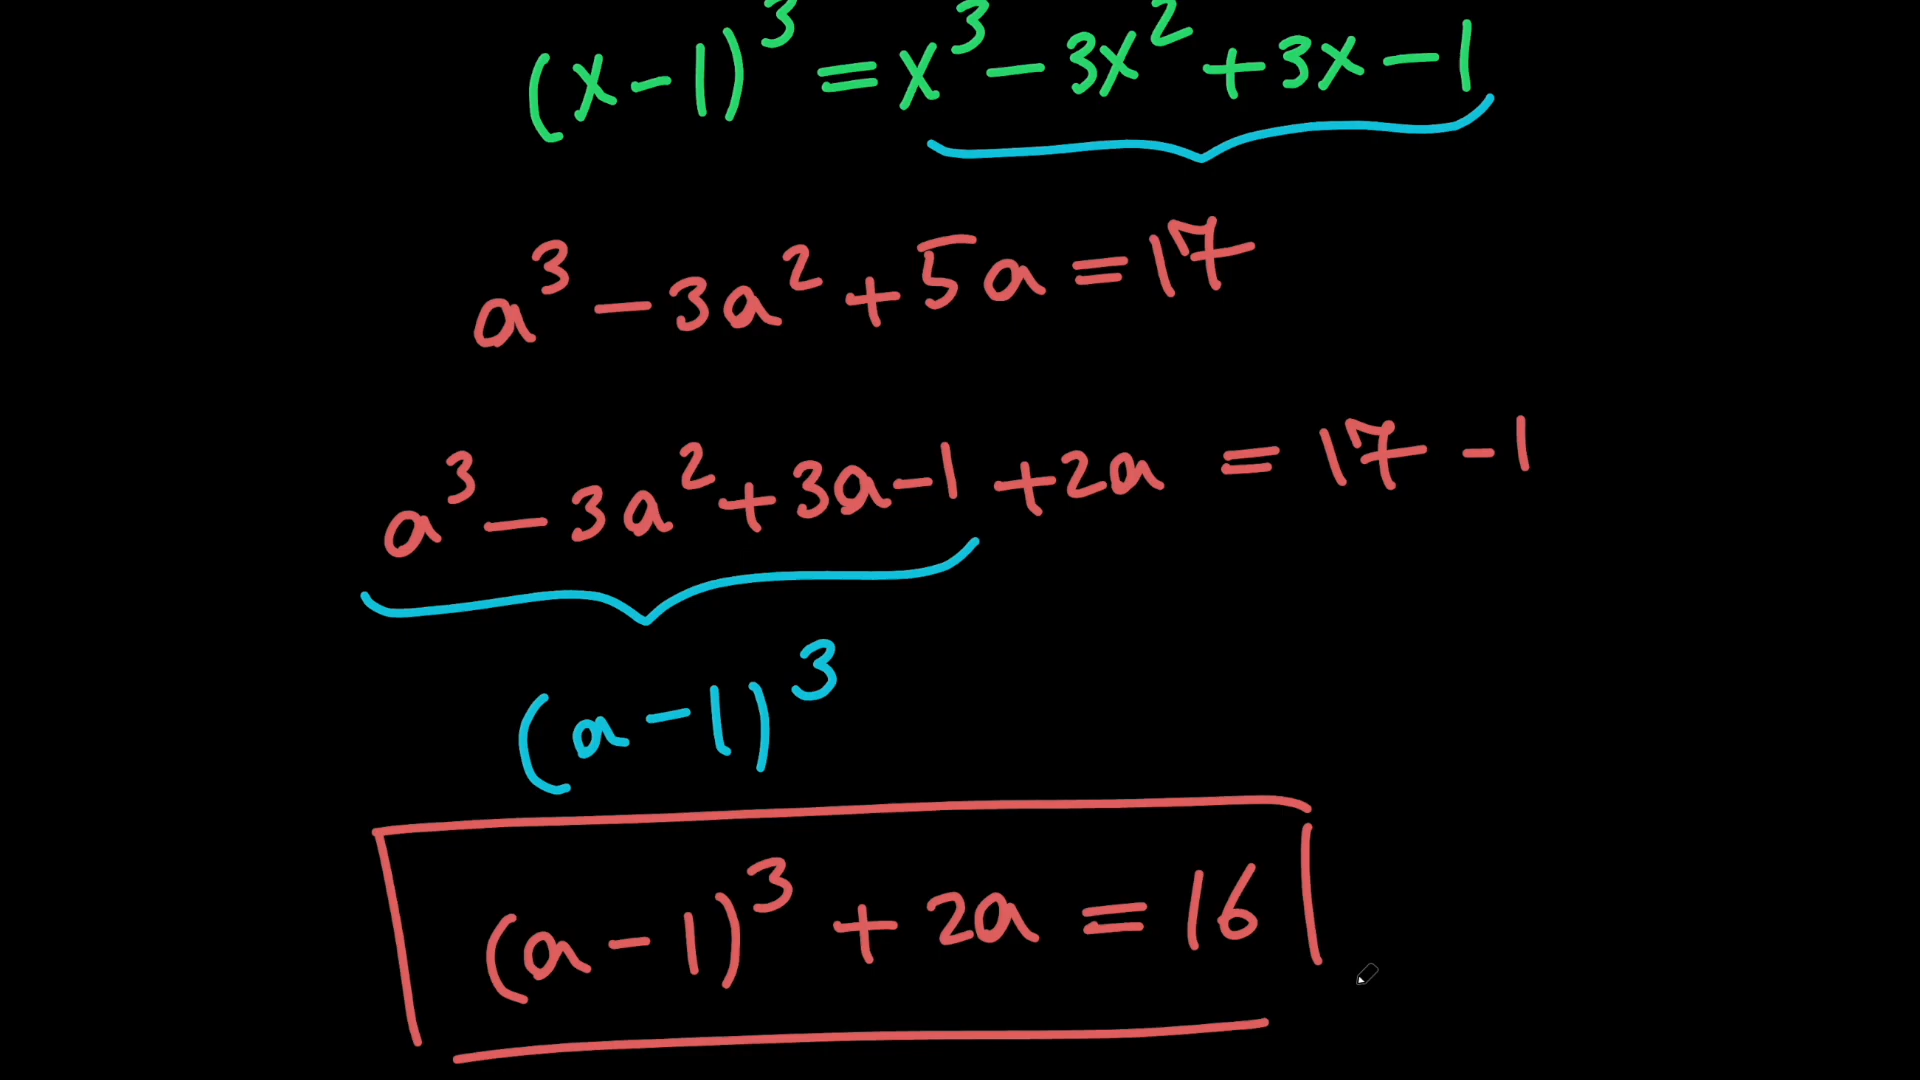 (x-1)³ = x³ - 3x² + 3x - 1
a³ - 3a² + 5a = 17
a³ - 3a² + 3a - 1 + 2a = 17 - 1
(a-1)³
(a-1)³ + 2a = 16